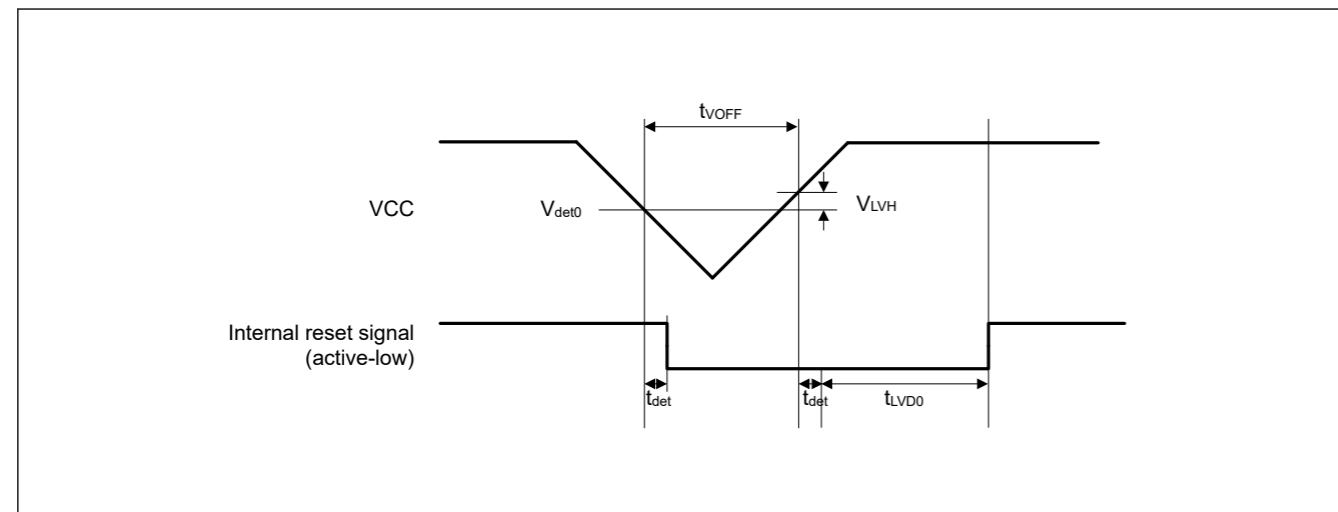 tVOFF
VCC
Vdet0
VLVH
Internal reset signal
(active-low)
tdet
tdet
tLVD0